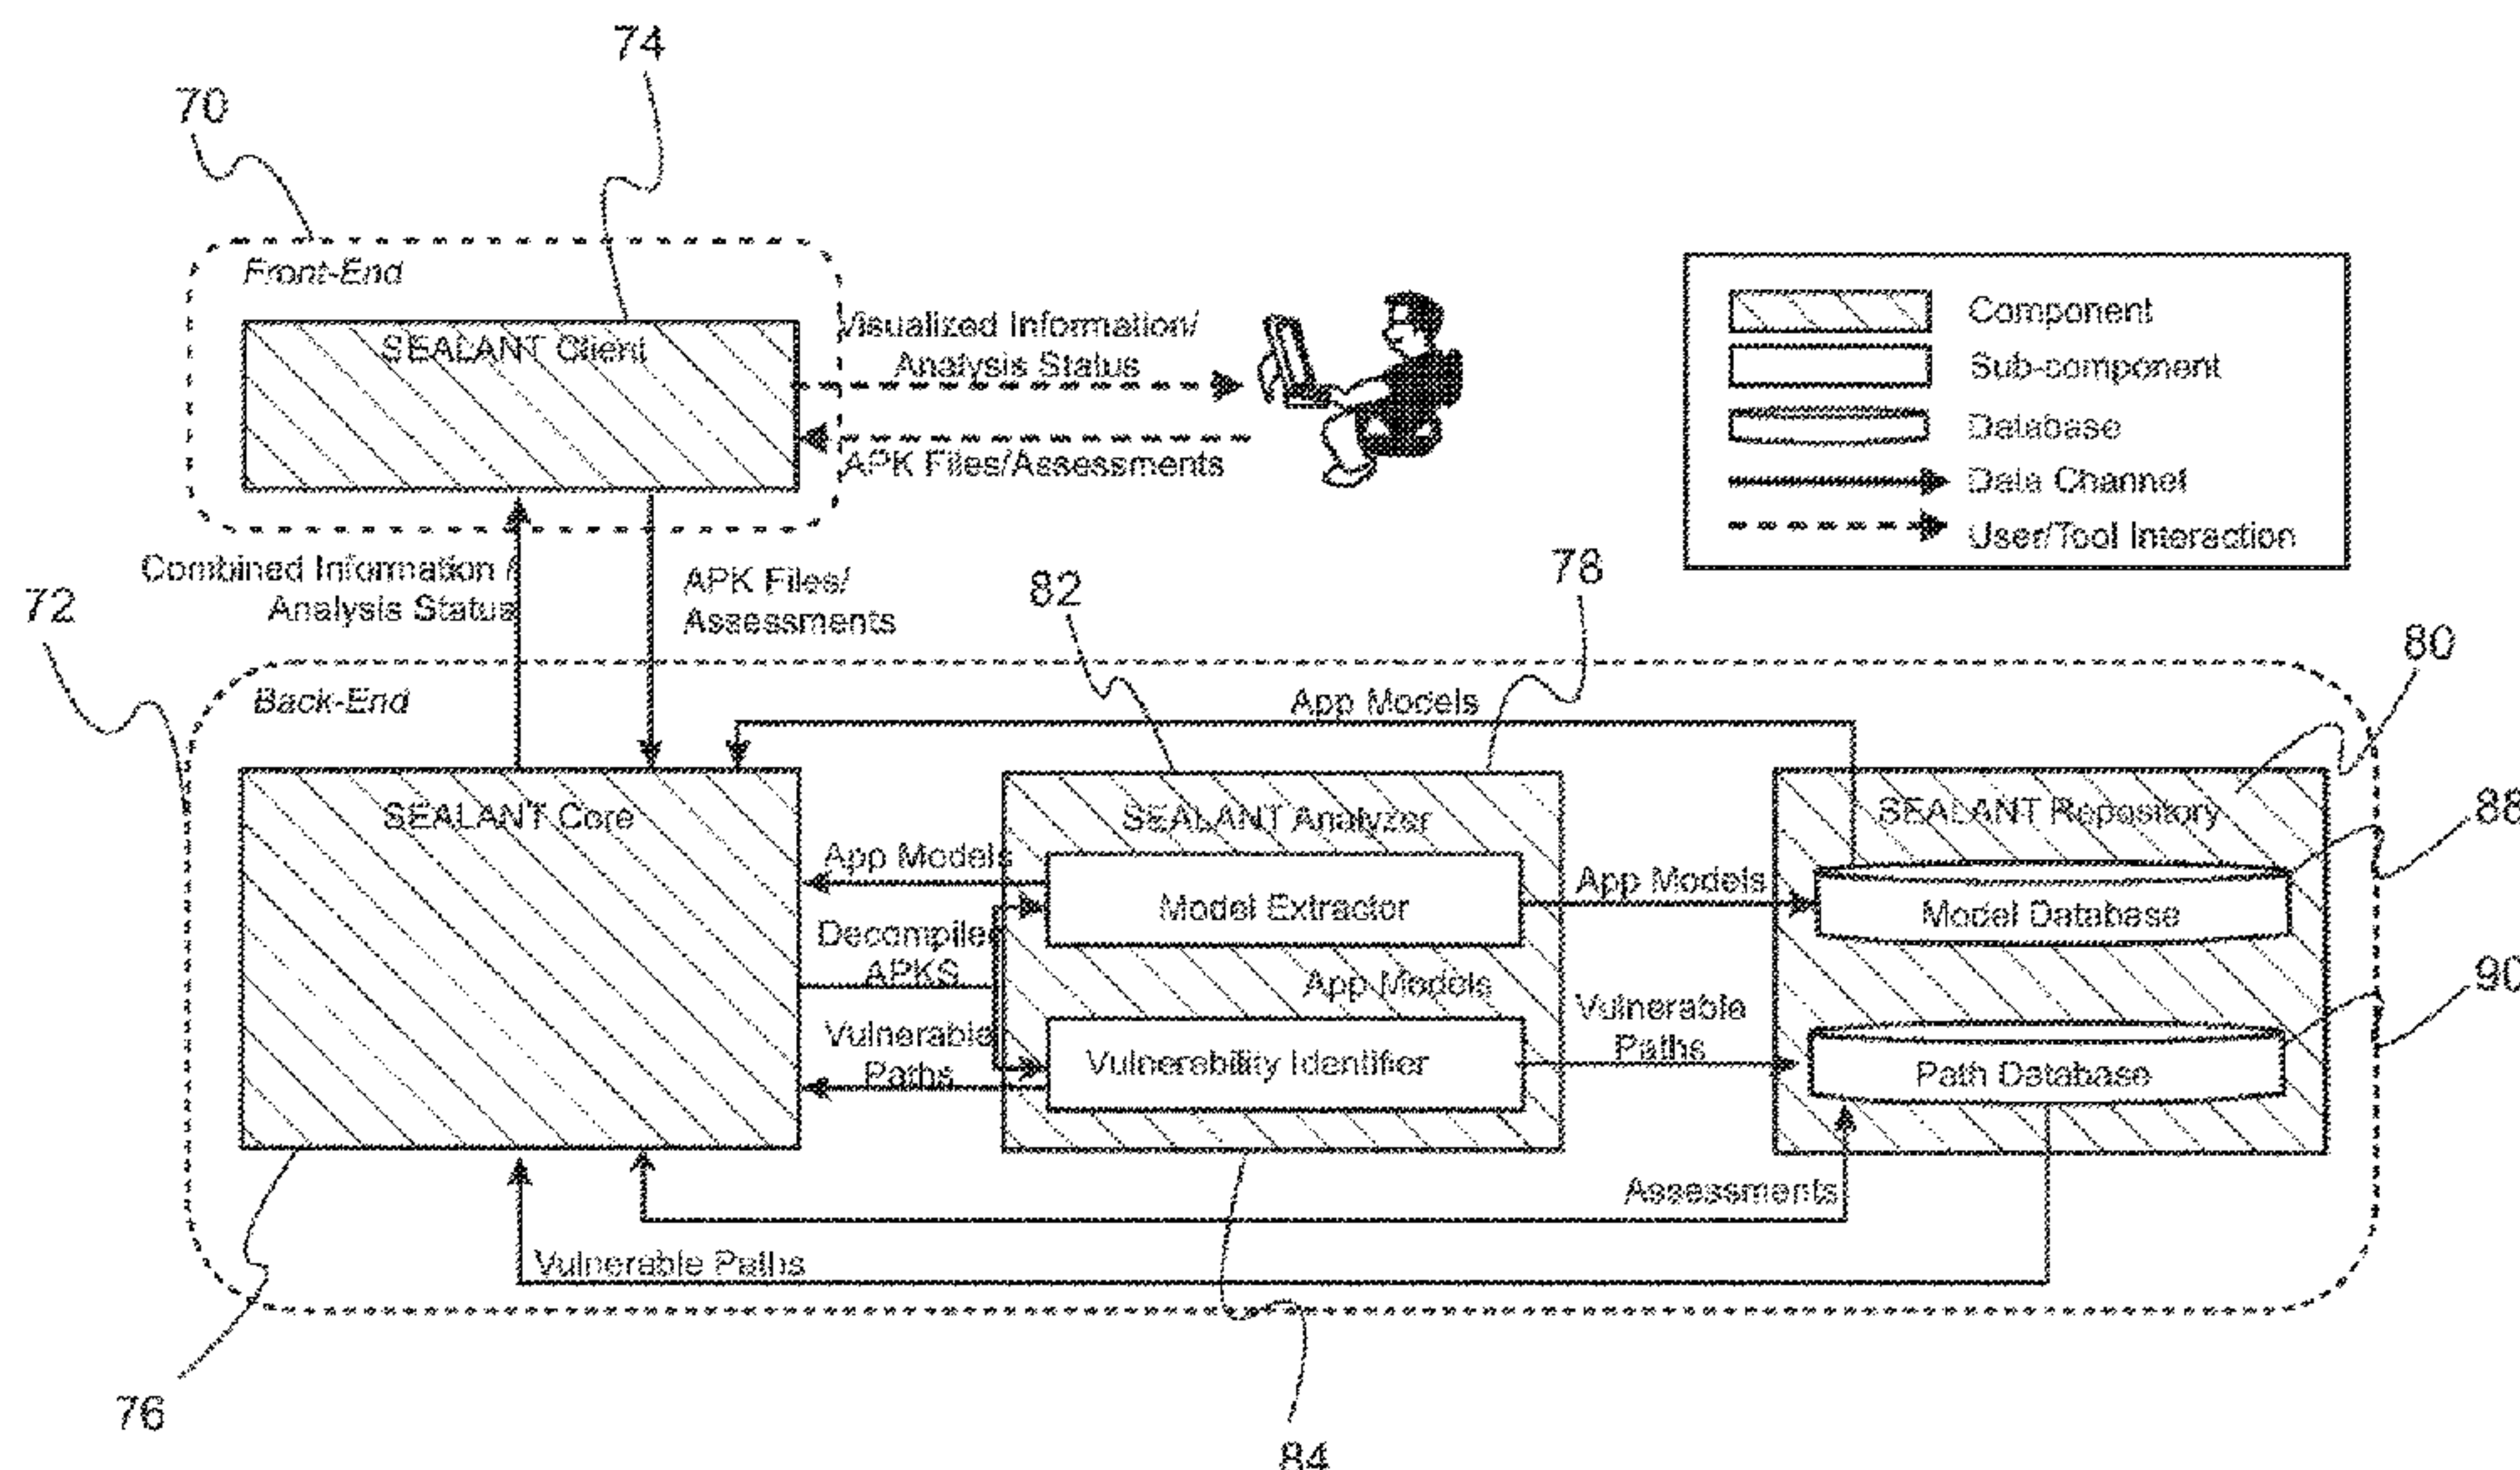 74
70
Front-End
SEALANT Client
Visualized Information/
Analysis Status
APK Files/Assessments
Component
Sub-component
Database
Data Channel
User/Tool Interaction
Combined Information /
Analysis Status
APK Files/
Assessments
72
82
78
80
Back-End
App Models
SEALANT Core
SEALANT Analyzer
SEALANT Repository
88
App Models
Model Extractor
App Models
Model Database
Decompiled
APKS
App Models
90
Vulnerable
Paths
Vulnerability Identifier
Vulnerable
Paths
Path Database
Assessments
Vulnerable Paths
76
84